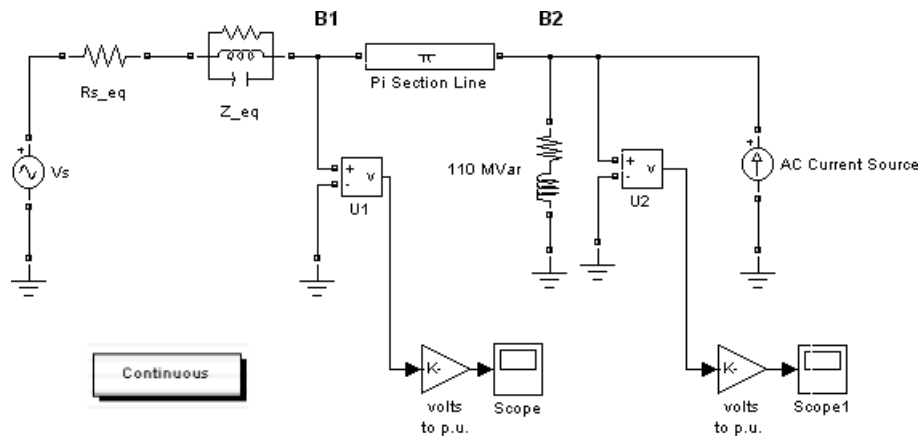 B1
B2
π
Rs_eq
Z_eq
Pi Section Line
+
Vs
+
-
v
U1
110 MVar
+
-
v
U2
+
AC Current Source
Continuous
K-
Scope
volts
to p.u.
K-
Scope1
volts
to p.u.